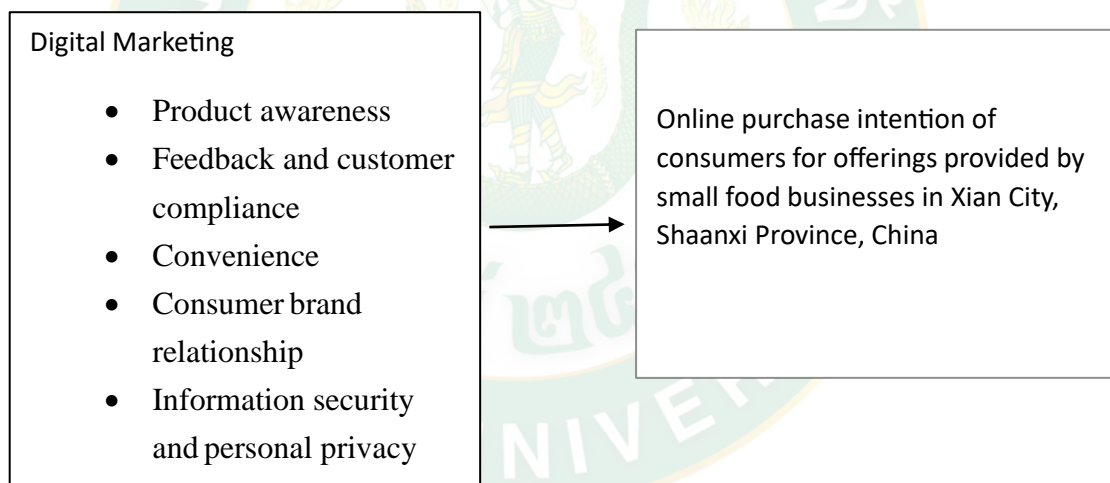 Digital Marketing
• Product awareness
• Feedback and customer
compliance
• Convenience
• Consumer brand
relationship
• Information security
and personal privacy
Online purchase intention of
consumers for offerings provided by
small food businesses in Xian City,
Shaanxi Province, China
UNIVER